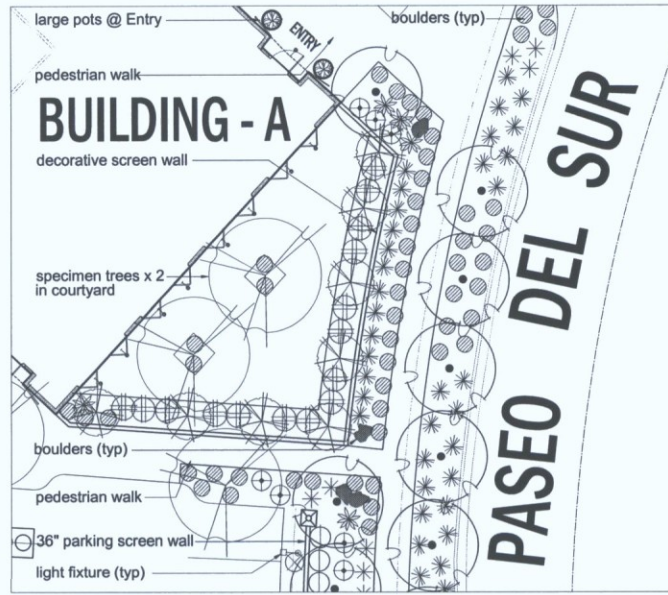 large pots @ Entry
boulders (typ)
ENTRY
pedestrian walk
BUILDING - A
decorative screen wall
specimen trees x 2
in courtyard
PASEO DEL SUR
boulders (typ)
pedestrian walk
36" parking screen wall
light fixture (typ)